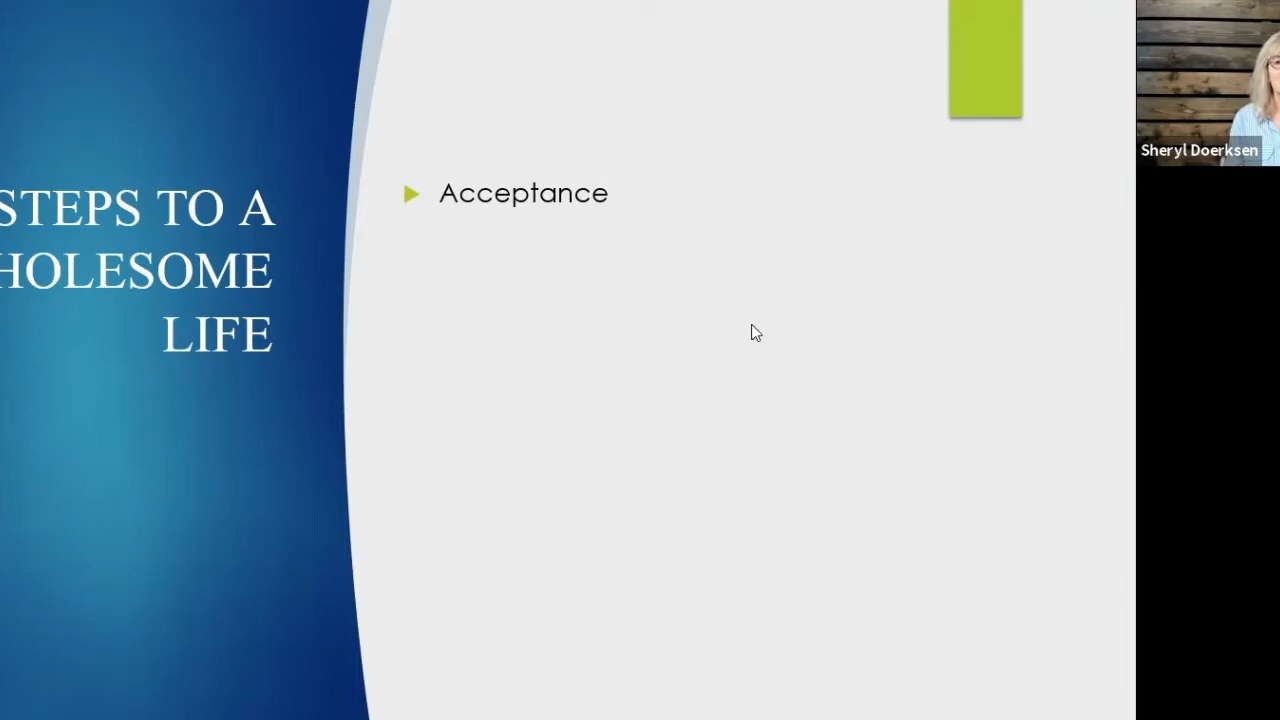 STEPS TO A
HOLESOME
LIFE
Acceptance
Sheryl Doerksen